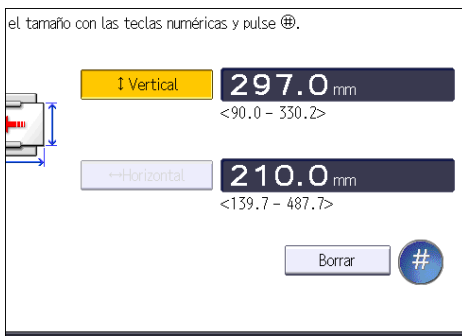 el tamaño con las teclas numéricas y pulse #.
↕ Vertical 297.0 mm
<90.0 - 330.2>
↔Horizontal 210.0 mm
<139.7 - 487.7>
Borrar #